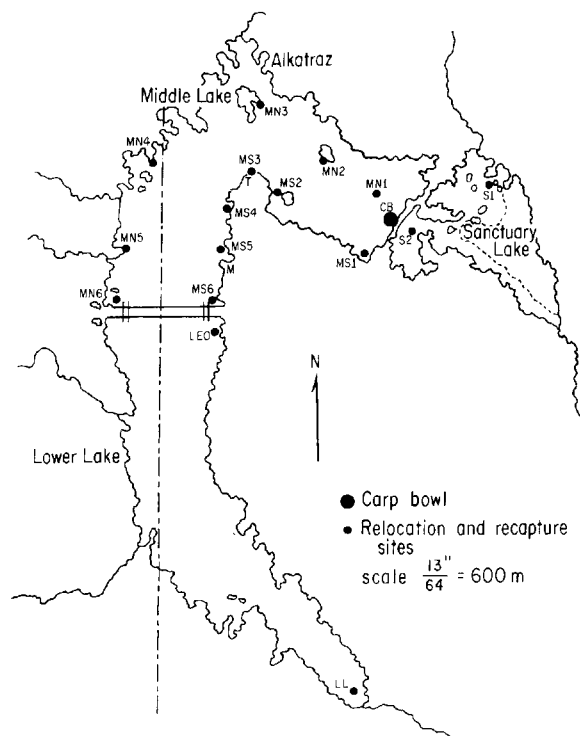 Alkatraz
Middle Lake
MN3
MN4
MS3
T
MN2
MS2
MN1
S1
MS4
CB
S2
Sanctuary
Lake
MN5
MS5
MS1
M
MN6
MS6
LEO
N
Lower Lake
Carp bowl
Relocation and recapture
sites
scale 13"/64 = 600 m
LL